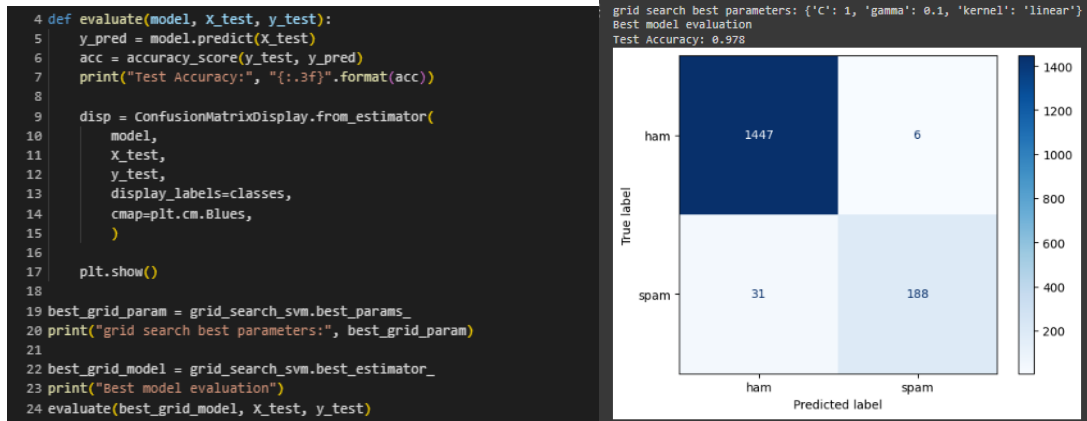 4 def evaluate(model, X_test, y_test):
5     y_pred = model.predict(X_test)
6     acc = accuracy_score(y_test, y_pred)
7     print("Test Accuracy:", "{:.3f}".format(acc))
8
9     disp = ConfusionMatrixDisplay.from_estimator(
10         model,
11         X_test,
12         y_test,
13         display_labels=classes,
14         cmap=plt.cm.Blues,
15         )
16
17     plt.show()
18
19 best_grid_param = grid_search_svm.best_params_
20 print("grid search best parameters:", best_grid_param)
21
22 best_grid_model = grid_search_svm.best_estimator_
23 print("Best model evaluation")
24 evaluate(best_grid_model, X_test, y_test)
grid search best parameters: {'C': 1, 'gamma': 0.1, 'kernel': 'linear'}
Best model evaluation
Test Accuracy: 0.978
True label
ham
1447
6
spam
31
188
ham
spam
Predicted label
1400
1200
1000
800
600
400
200